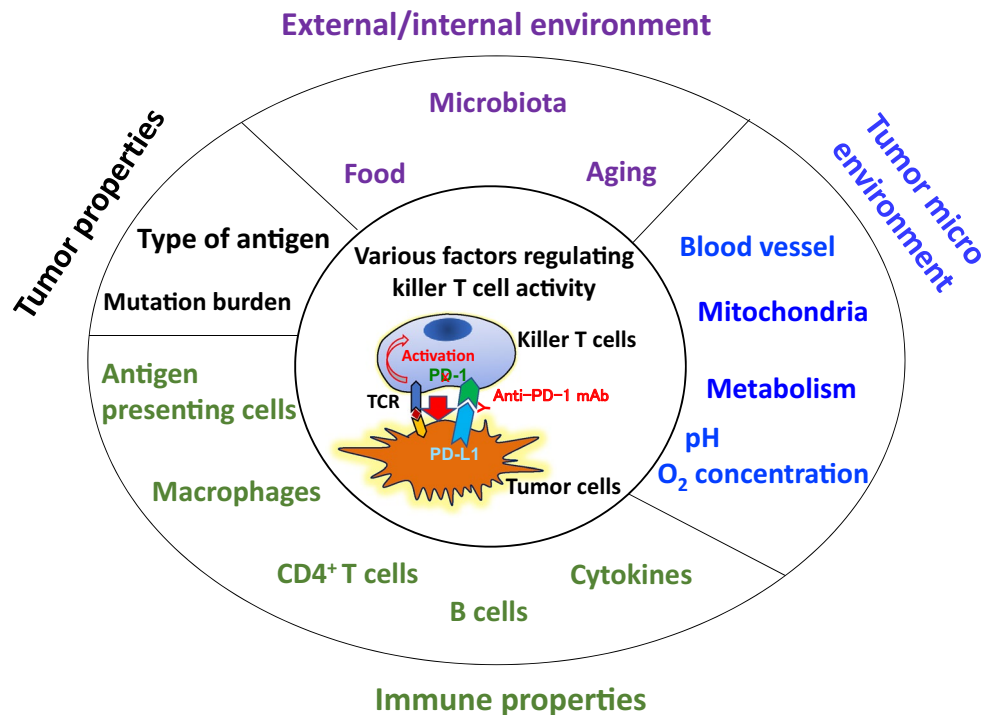 External/internal environment
Microbiota
Food
Aging
Tumor properties
Type of antigen
Mutation burden
Tumor micro
environment
Blood vessel
Mitochondria
Metabolism
pH
O₂ concentration
Various factors regulating
killer T cell activity
Killer T cells
Activation
PD-1
TCR
Anti-PD-1 mAb
PD-L1
Tumor cells
Antigen
presenting cells
Macrophages
CD4⁺ T cells
B cells
Cytokines
Immune properties